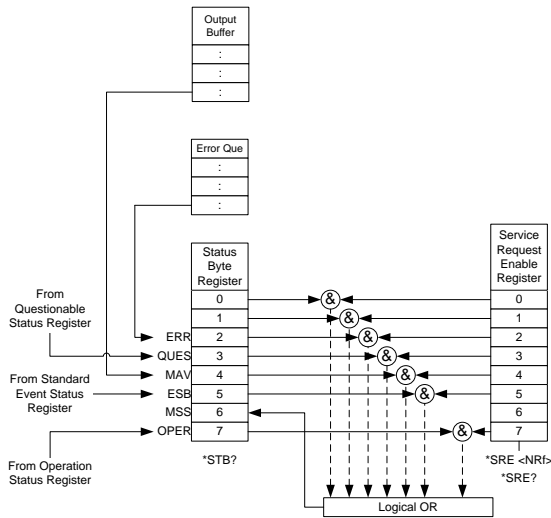 Output
Buffer
:
:
:
Error Que
:
:
:
Status
Byte
Register
Service
Request
Enable
Register
From
Questionable
Status Register
0
&
0
1
&
1
ERR
2
&
2
QUES
3
&
3
MAV
4
&
4
From Standard
Event Status
Register
ESB
5
&
5
MSS
6
6
OPER
7
&
7
*STB?
*SRE <NRf>
*SRE?
From Operation
Status Register
Logical OR